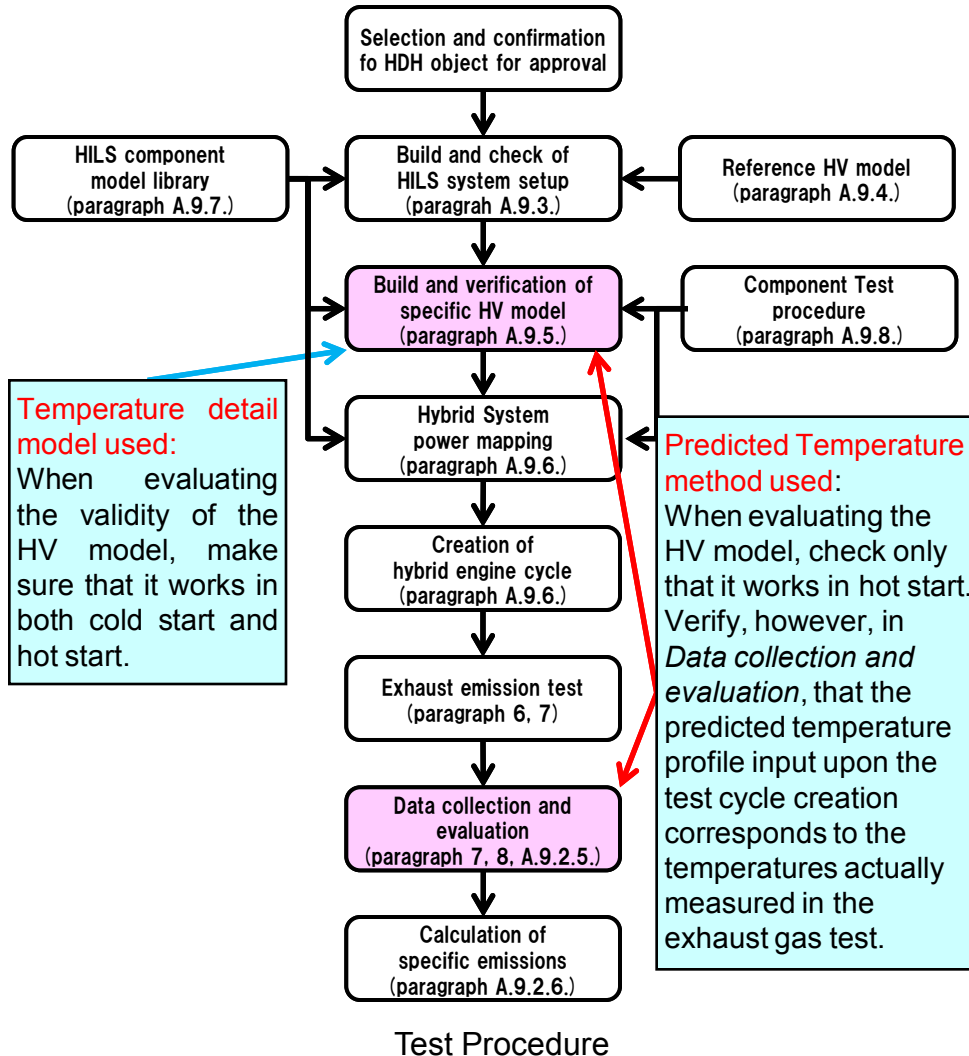 Selection and confirmation
fo HDH object for approval
HILS component
model library
(paragraph A.9.7.)
Build and check of
HILS system setup
(paragrah A.9.3.)
Reference HV model
(paragraph A.9.4.)
Build and verification of
specific HV model
(paragraph A.9.5.)
Component Test
procedure
(paragraph A.9.8.)
Temperature detail
model used:
When evaluating
the validity of the
HV model, make
sure that it works in
both cold start and
hot start.
Hybrid System
power mapping
(paragraph A.9.6.)
Predicted Temperature
method used:
When evaluating the
HV model, check only
that it works in hot start.
Verify, however, in
Data collection and
evaluation, that the
predicted temperature
profile input upon the
test cycle creation
corresponds to the
temperatures actually
measured in the
exhaust gas test.
Creation of
hybrid engine cycle
(paragraph A.9.6.)
Exhaust emission test
(paragraph 6, 7)
Data collection and
evaluation
(paragraph 7, 8, A.9.2.5.)
Calculation of
specific emissions
(paragraph A.9.2.6.)
Test Procedure